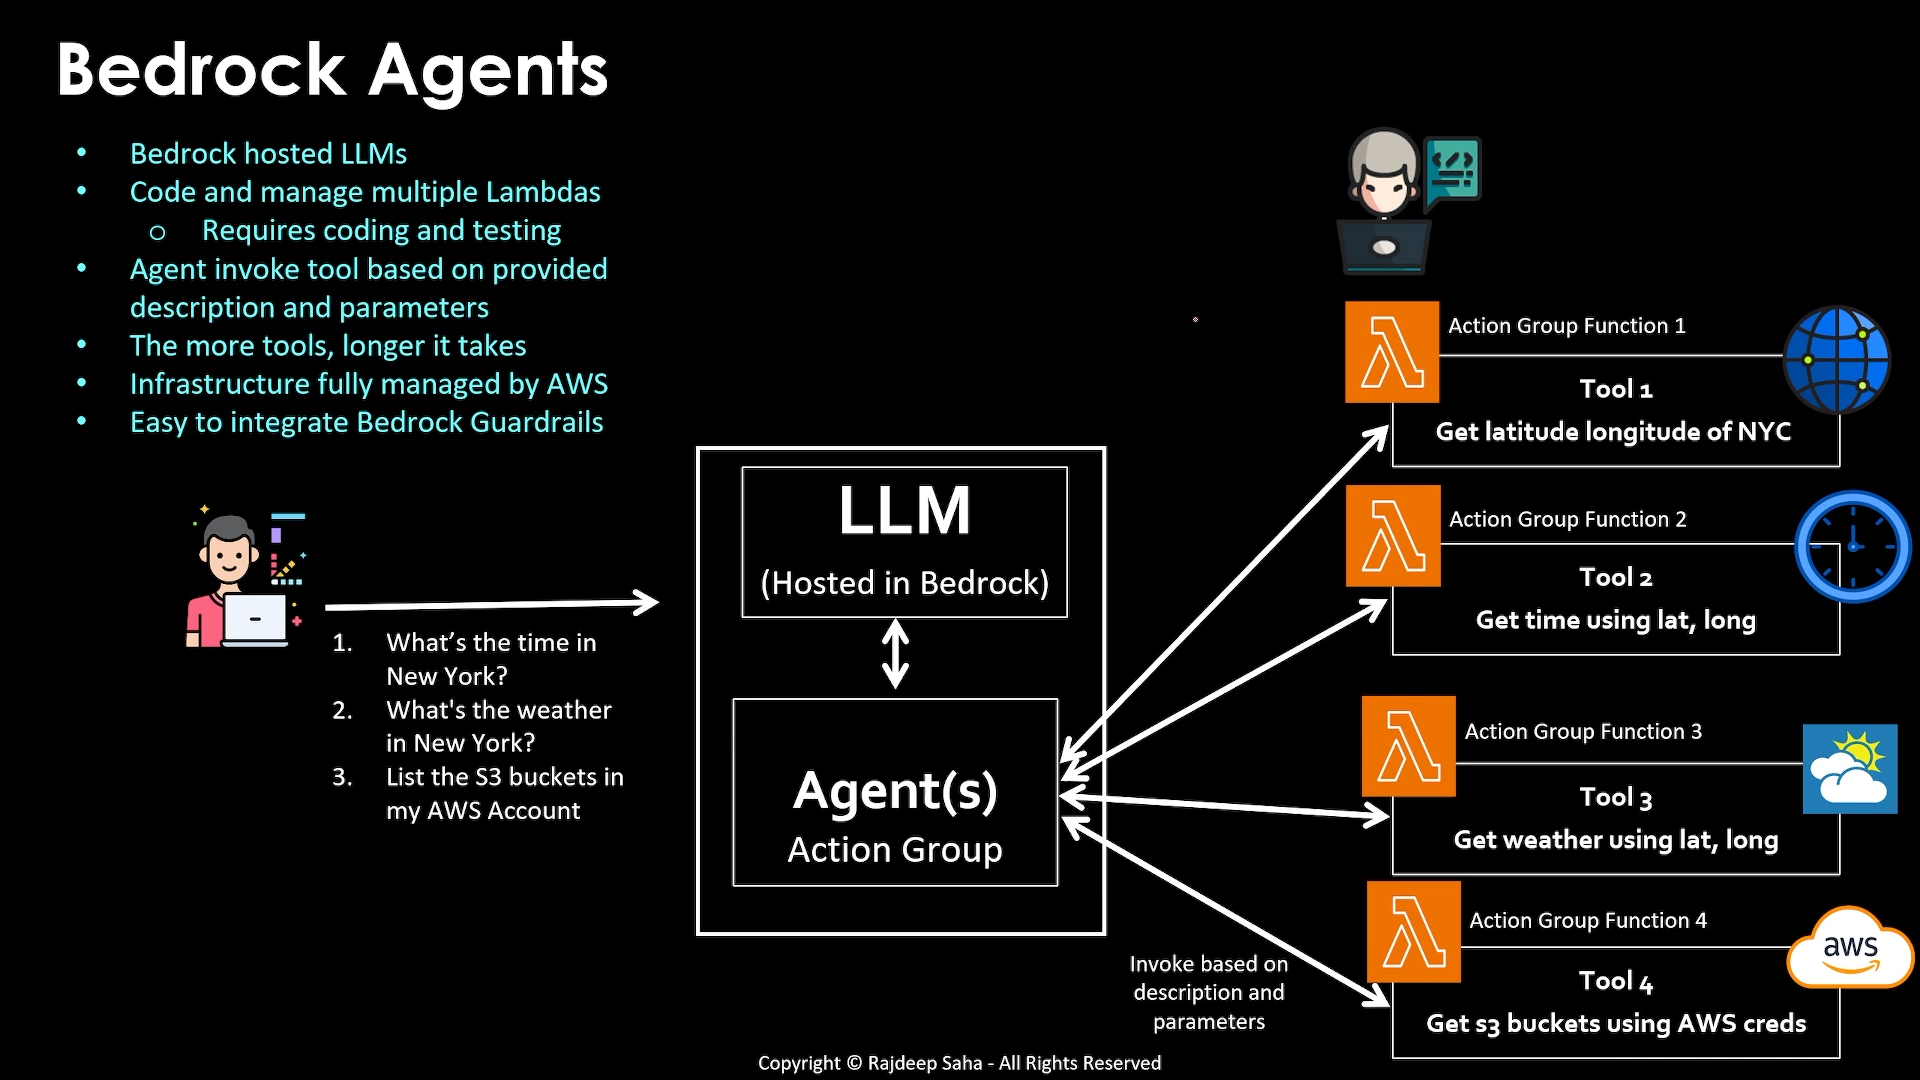 Bedrock Agents
• Bedrock hosted LLMs
• Code and manage multiple Lambdas
o Requires coding and testing
• Agent invoke tool based on provided
description and parameters
• The more tools, longer it takes
• Infrastructure fully managed by AWS
• Easy to integrate Bedrock Guardrails
1. What’s the time in
New York?
2. What's the weather
in New York?
3. List the S3 buckets in
my AWS Account
LLM
(Hosted in Bedrock)
Agent(s)
Action Group
Action Group Function 1
Tool 1
Get latitude longitude of NYC
Action Group Function 2
Tool 2
Get time using lat, long
Action Group Function 3
Tool 3
Get weather using lat, long
Action Group Function 4
aws
Tool 4
Get s3 buckets using AWS creds
Invoke based on
description and
parameters
Copyright © Rajdeep Saha - All Rights Reserved